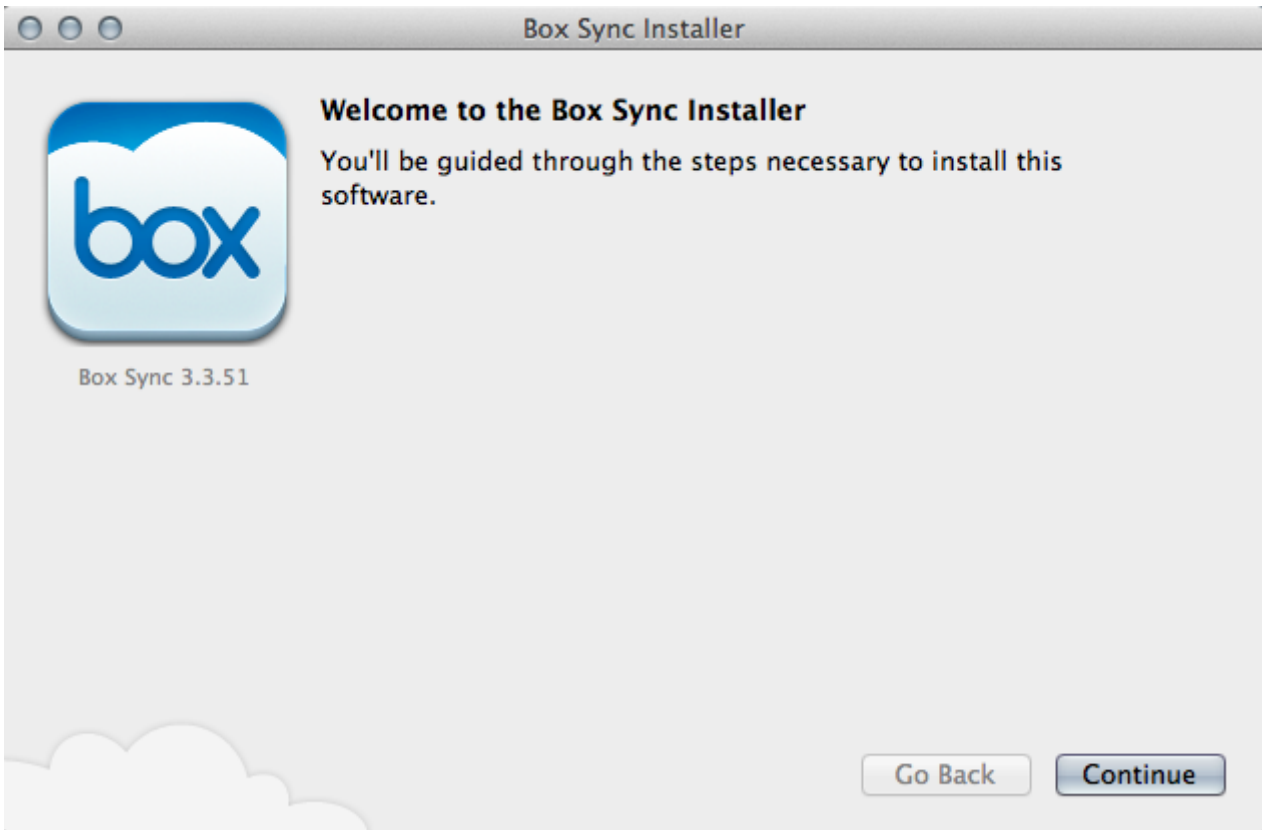 Box Sync Installer
Welcome to the Box Sync Installer
You'll be guided through the steps necessary to install this
software.
box
Box Sync 3.3.51
Go Back
Continue